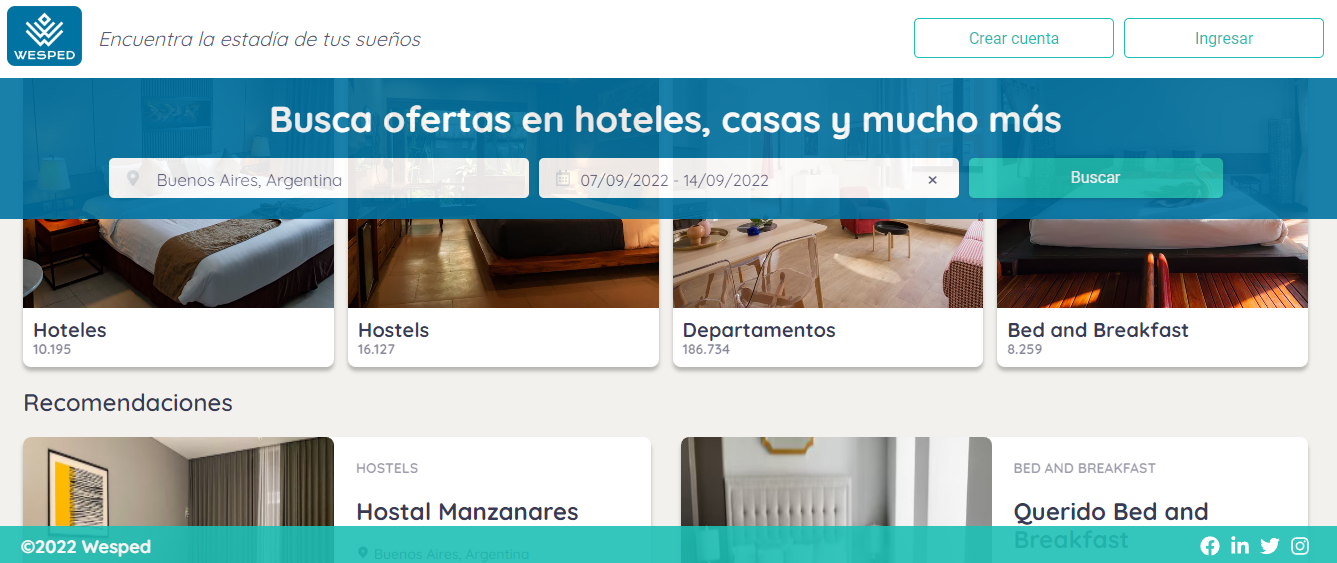 WESPED
Encuentra la estadía de tus sueños
Crear cuenta
Ingresar
Busca ofertas en hoteles, casas y mucho más
Buenos Aires, Argentina
07/09/2022 - 14/09/2022
×
Buscar
Hoteles
10.195
Hostels
16.127
Departamentos
186.734
Bed and Breakfast
8.259
Recomendaciones
HOSTELS
Hostal Manzanares
Buenos Aires, Argentina
BED AND BREAKFAST
Querido Bed and
Breakfast
©2022 Wesped